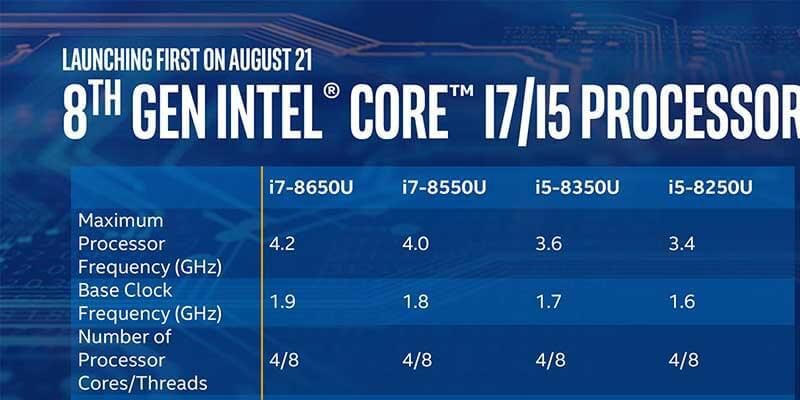 LAUNCHING FIRST ON AUGUST 21
8TH GEN INTEL® CORE™ I7/I5 PROCESSOR
i7-8650U i7-8550U i5-8350U i5-8250U
Maximum
Processor 4.2 4.0 3.6 3.4
Frequency (GHz)
Base Clock
Frequency (GHz) 1.9 1.8 1.7 1.6
Number of
Processor 4/8 4/8 4/8 4/8
Cores/Threads